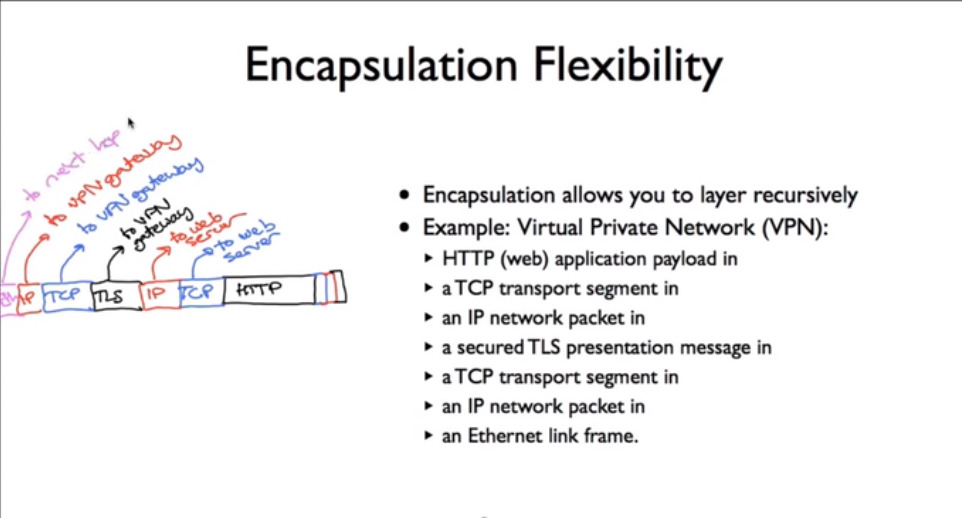 Encapsulation Flexibility
to next hop
to VPN gateway
to VPN gateway
to VPN
gateway
to web
server
to web
server
IP
TCP
TLS
IP
TCP
HTTP
• Encapsulation allows you to layer recursively
• Example: Virtual Private Network (VPN):
‣ HTTP (web) application payload in
‣ a TCP transport segment in
‣ an IP network packet in
‣ a secured TLS presentation message in
‣ a TCP transport segment in
‣ an IP network packet in
‣ an Ethernet link frame.